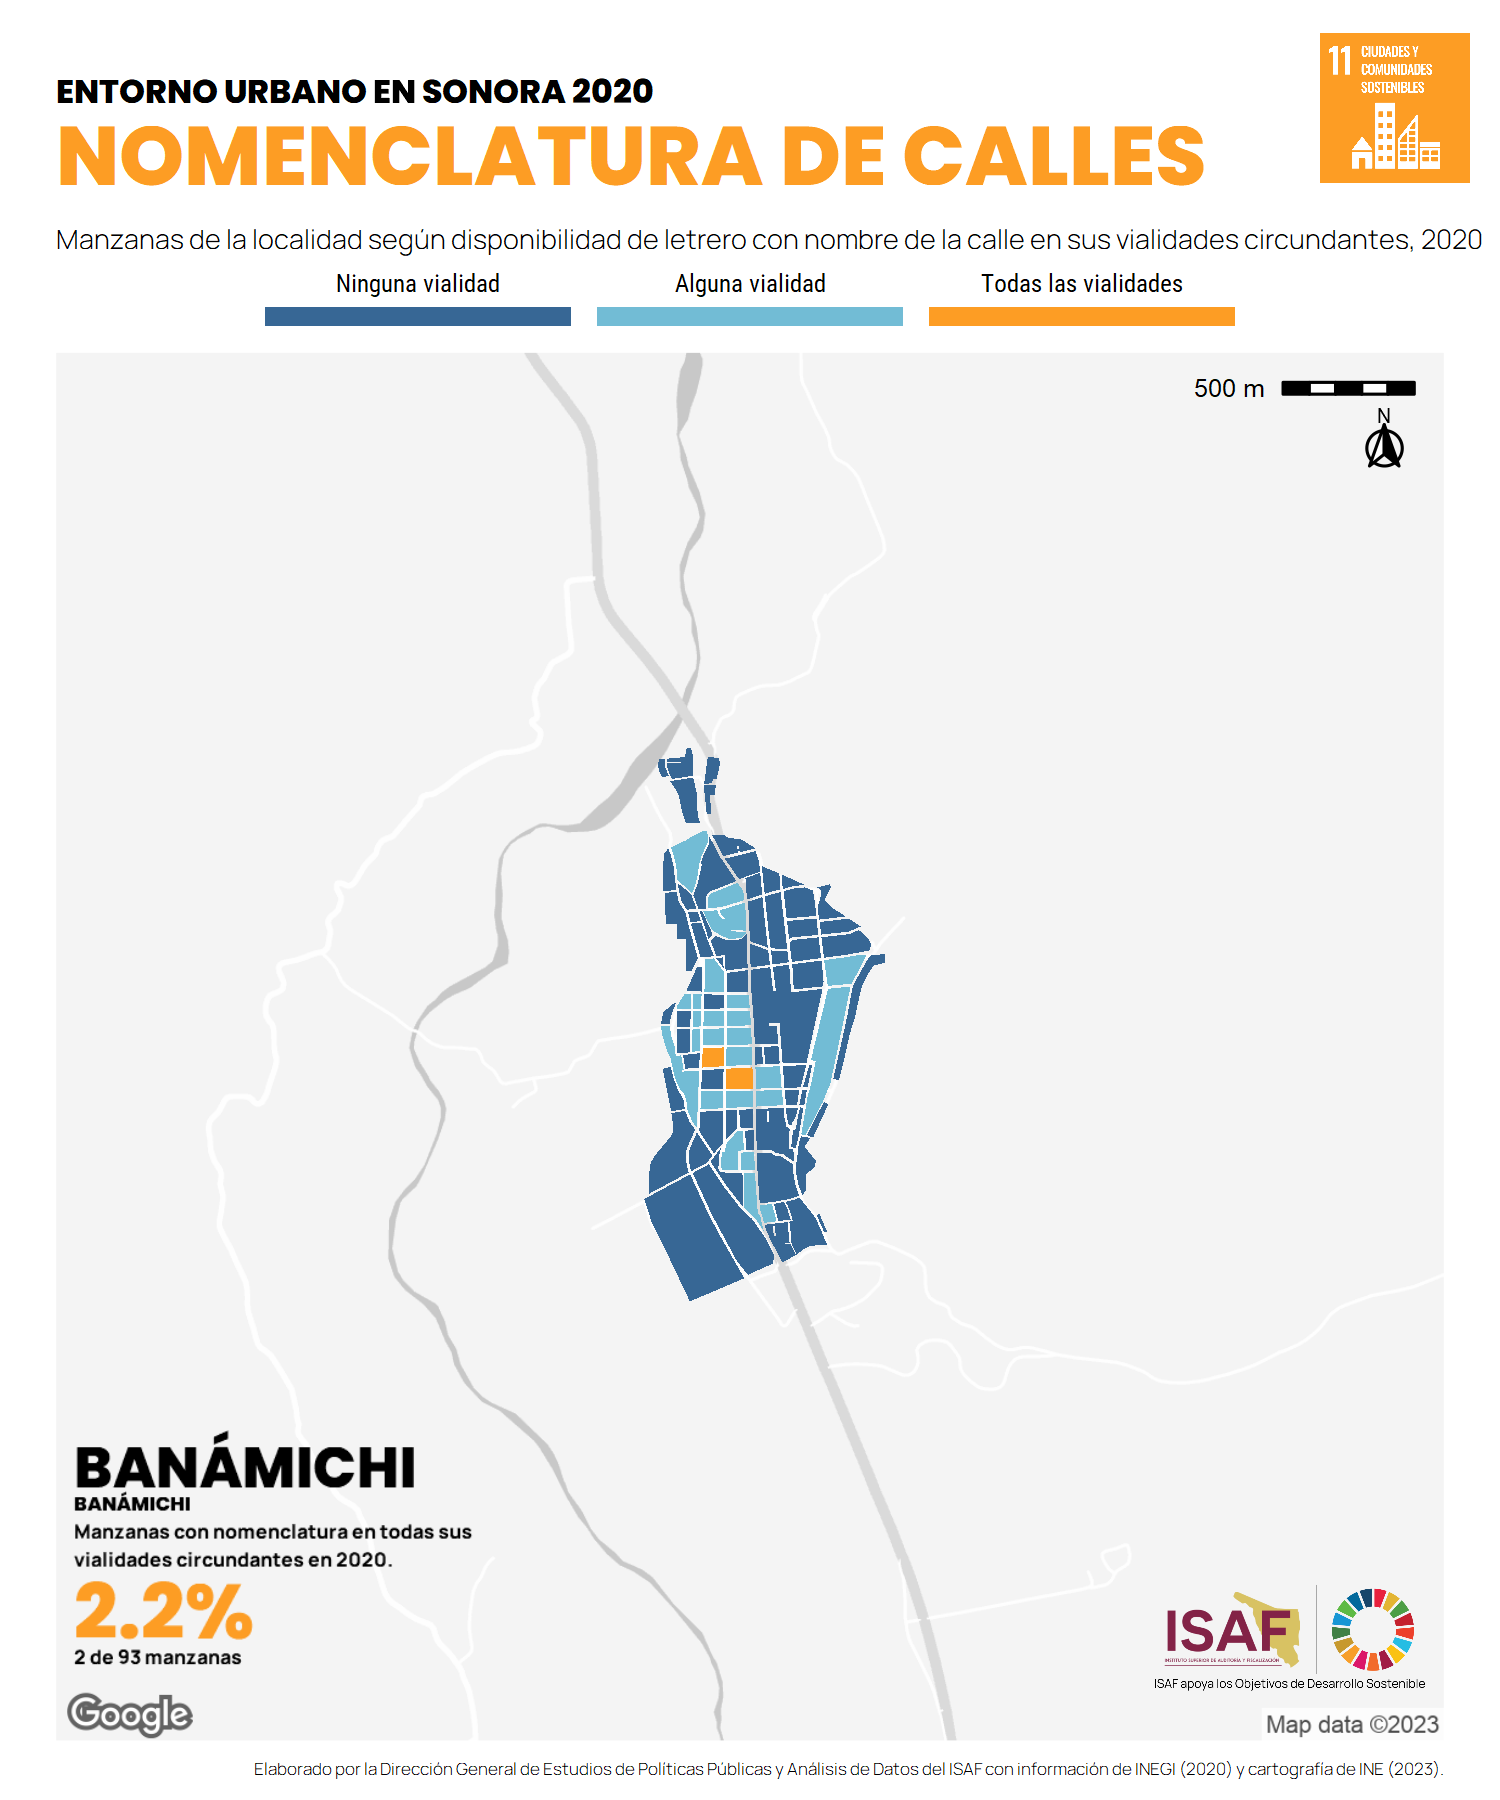 ENTORNO URBANO EN SONORA 2020
NOMENCLATURA DE CALLES
11 CIUDADES Y
COMUNIDADES
SOSTENIBLES
Manzanas de la localidad según disponibilidad de letrero con nombre de la calle en sus vialidades circundantes, 2020
Ninguna vialidad
Alguna vialidad
Todas las vialidades
500 m
N
BANÁMICHI
BANÁMICHI
Manzanas con nomenclatura en todas sus
vialidades circundantes en 2020.
2.2%
2 de 93 manzanas
Google
ISAF
INSTITUTO SUPERIOR DE AUDITORÍA Y FISCALIZACIÓN
ISAF apoya los Objetivos de Desarrollo Sostenible
Map data ©2023
Elaborado por la Dirección General de Estudios de Políticas Públicas y Análisis de Datos del ISAF con información de INEGI (2020) y cartografía de INE (2023).